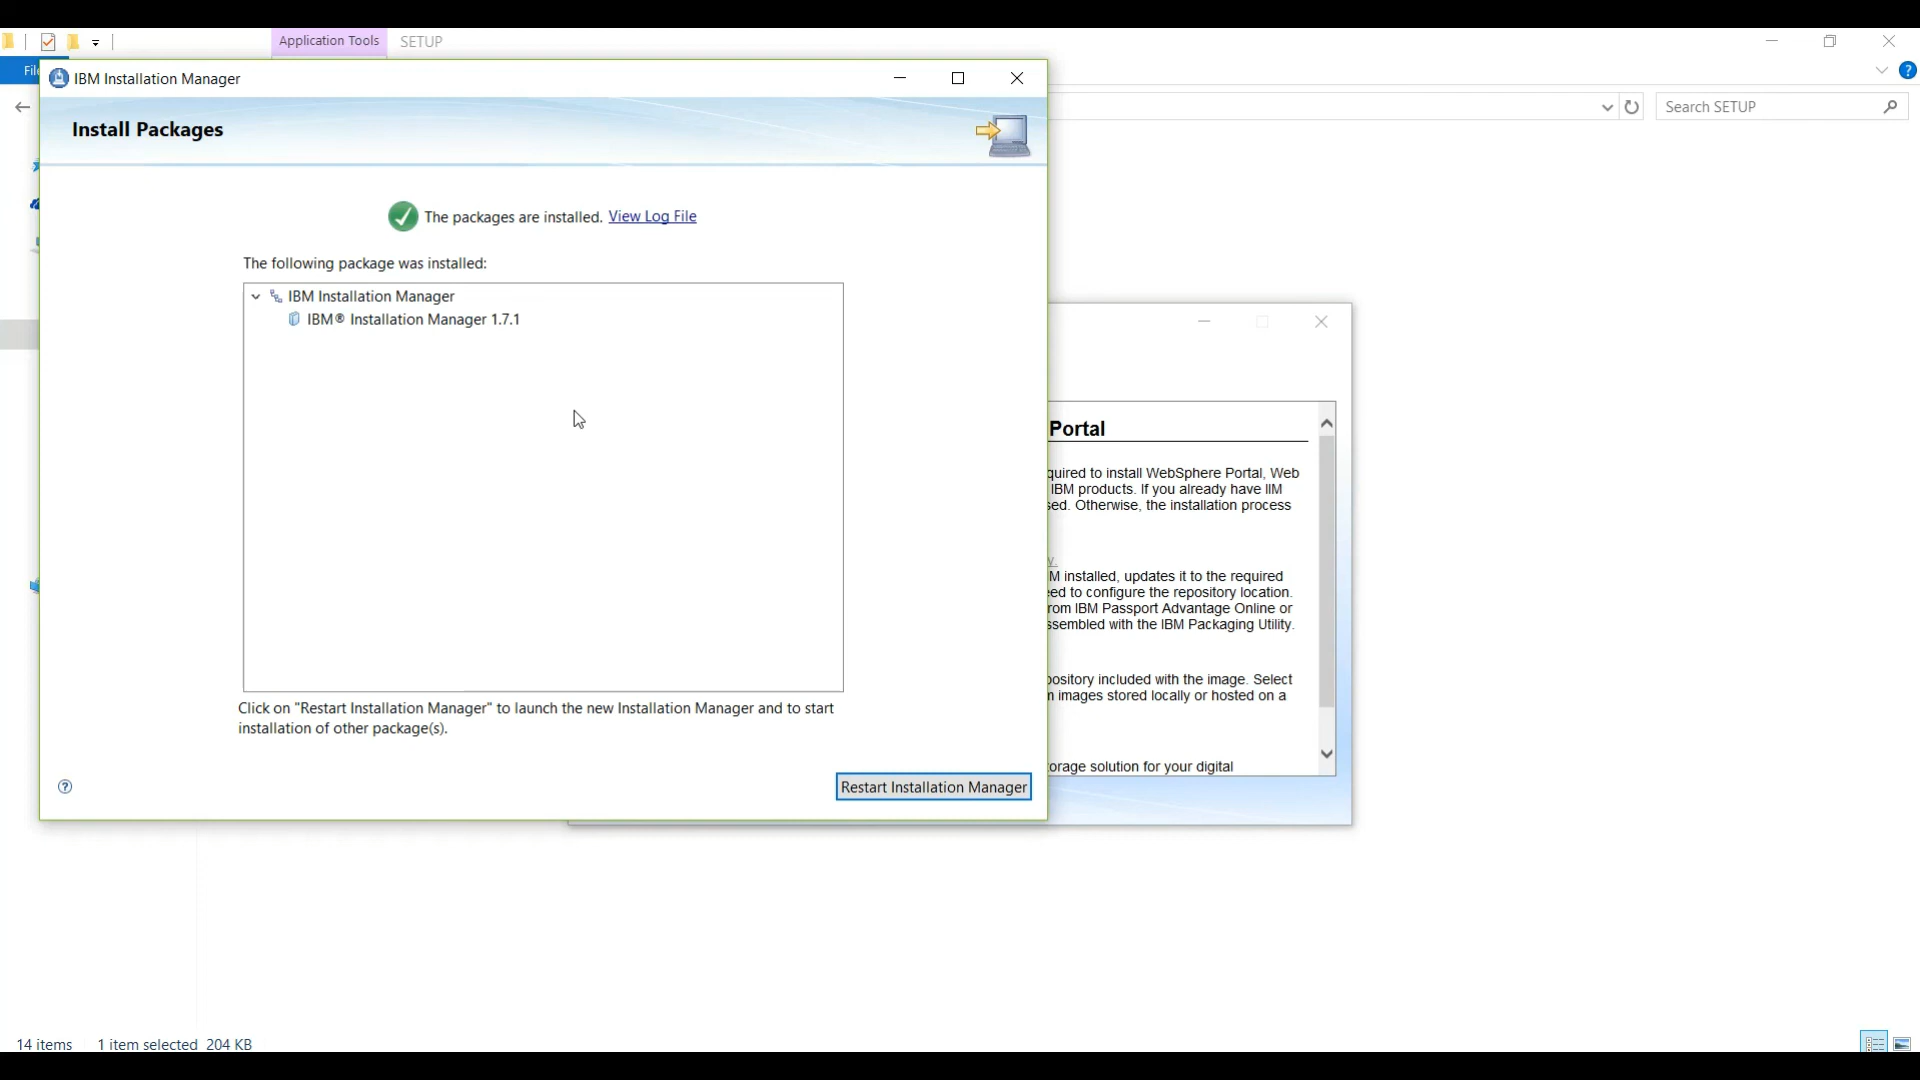 Application Tools
SETUP
File
IBM Installation Manager
Search SETUP
Install Packages
The packages are installed. View Log File
The following package was installed:
IBM Installation Manager
IBM® Installation Manager 1.7.1
Click on "Restart Installation Manager" to launch the new Installation Manager and to start
installation of other package(s).
Restart Installation Manager
Portal
quired to install WebSphere Portal, Web
IBM products. If you already have IIM
sed. Otherwise, the installation process
y.
M installed, updates it to the required
eed to configure the repository location.
rom IBM Passport Advantage Online or
ssembled with the IBM Packaging Utility.
pository included with the image. Select
n images stored locally or hosted on a
orage solution for your digital
14 items 1 item selected 204 KB